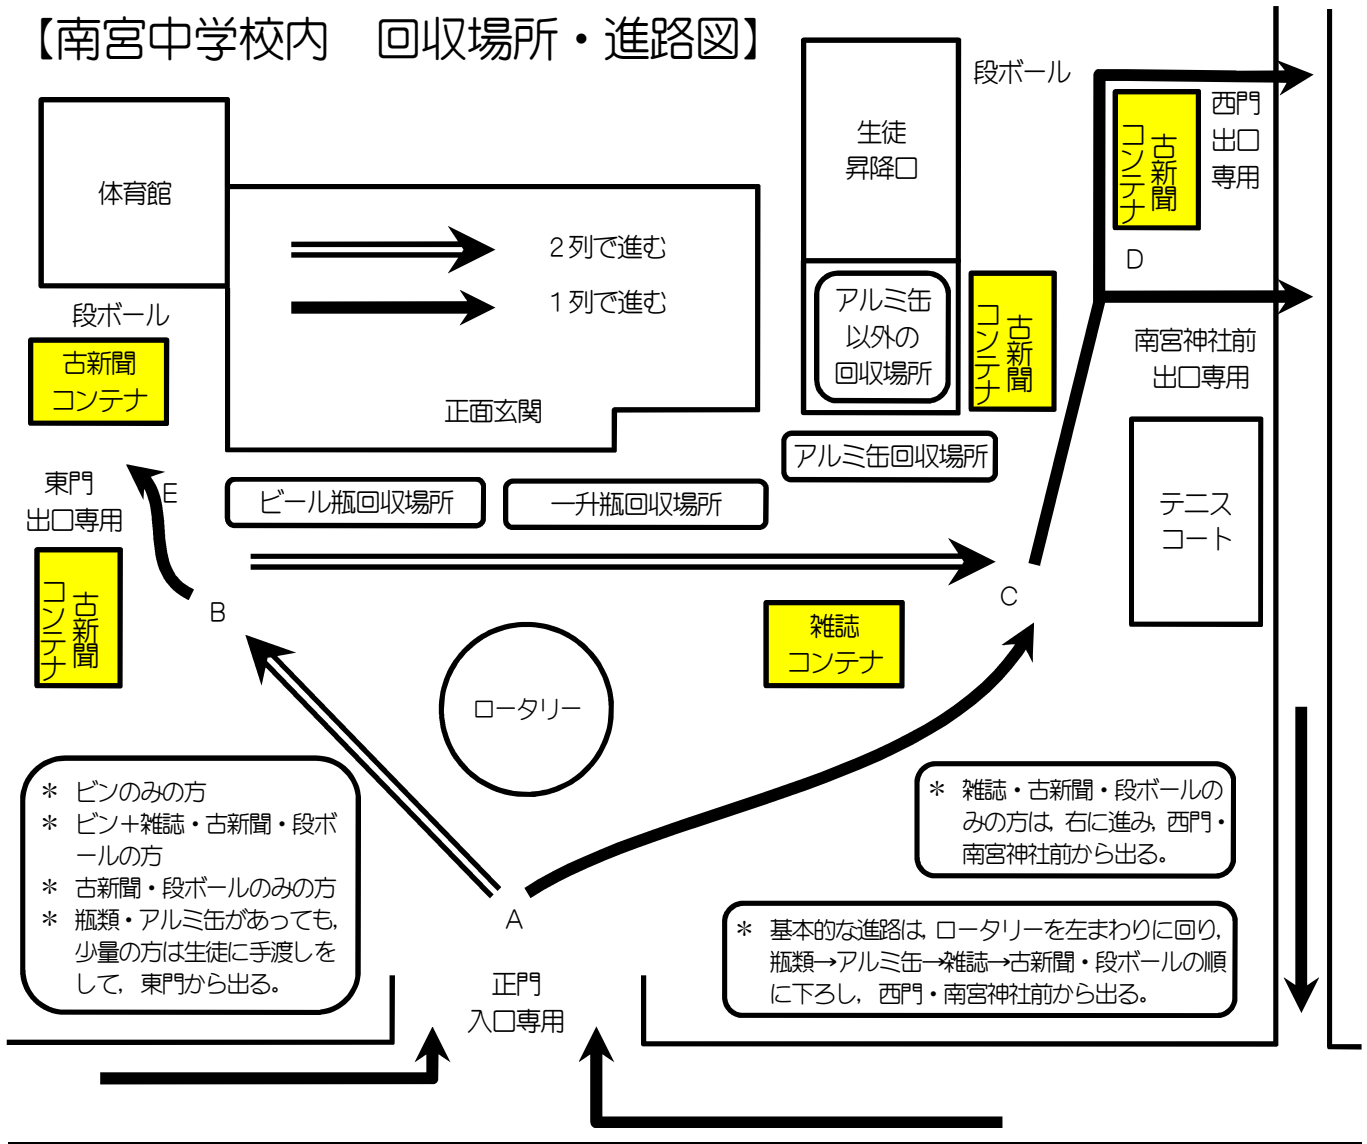 【南宮中学校内　回収場所・進路図】
段ボール
西門
出口
専用
生徒
昇降口
古新聞
コンテナ
体育館
２列で進む
１列で進む
D
段ボール
アルミ缶
以外の
回収場所
古新聞
コンテナ
南宮神社前
出口専用
古新聞
コンテナ
正面玄関
アルミ缶回収場所
東門
出口専用
E
ビール瓶回収場所
一升瓶回収場所
テニス
コート
古新聞
コンテナ
B
C
雑誌
コンテナ
ロータリー
＊　ビンのみの方
＊　ビン＋雑誌・古新聞・段ボ
ールの方
＊　古新聞・段ボールのみの方
＊　瓶類・アルミ缶があっても，
少量の方は生徒に手渡しを
して，東門から出る。
＊　雑誌・古新聞・段ボールの
みの方は，右に進み，西門・
南宮神社前から出る。
A
＊　基本的な進路は，ロータリーを左まわりに回り，
瓶類→アルミ缶→雑誌→古新聞・段ボールの順
に下ろし，西門・南宮神社前から出る。
正門
入口専用